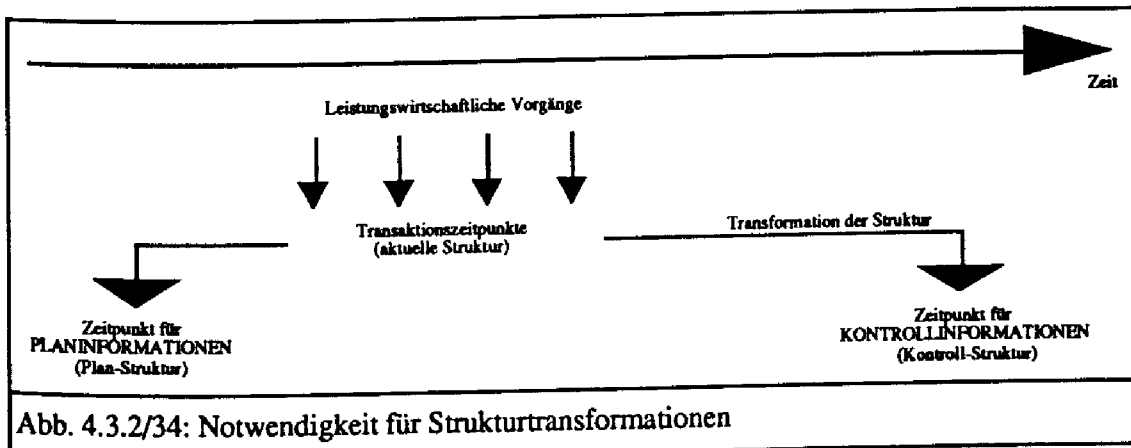 Zeit
Leistungswirtschaftliche Vorgänge
Transaktionszeitpunkte
(aktuelle Struktur)
Transformation der Struktur
Zeitpunkt für
PLANINFORMATIONEN
(Plan-Struktur)
Zeitpunkt für
KONTROLLINFORMATIONEN
(Kontroll-Struktur)
Abb. 4.3.2/34: Notwendigkeit für Strukturtransformationen